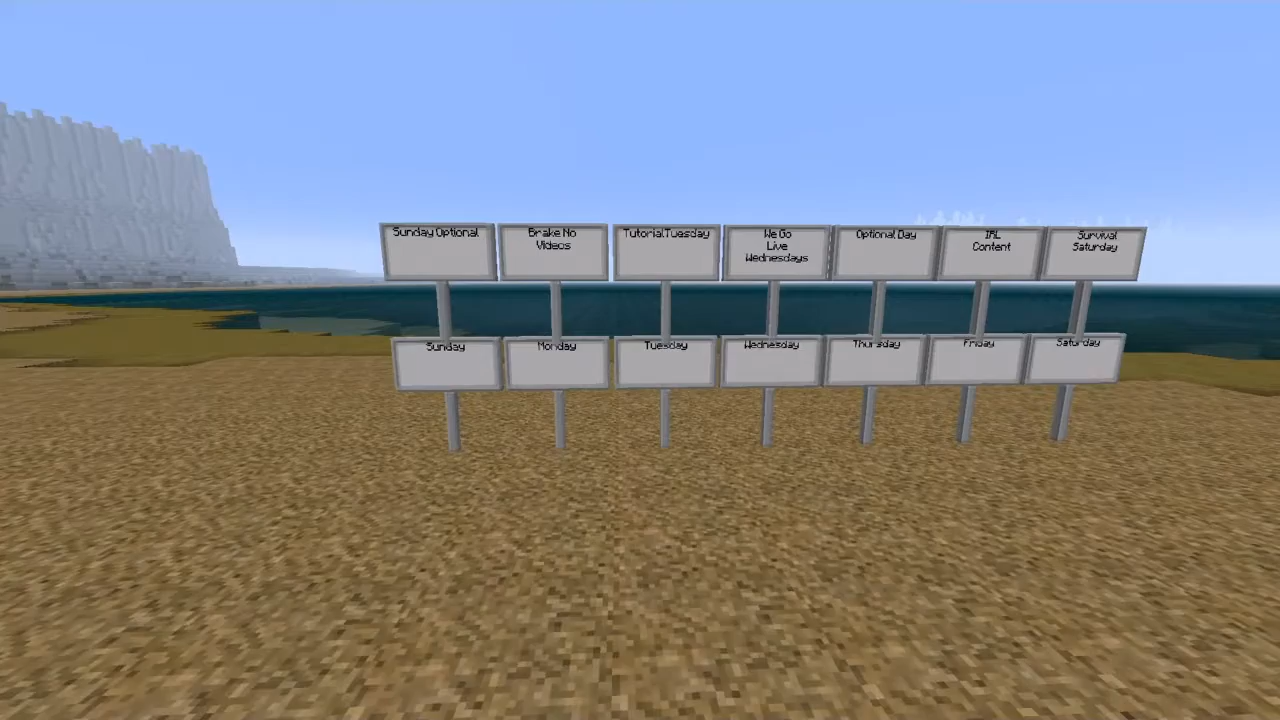 Sunday Optional
Brake No
Videos
Tutorial Tuesday
We Go
Live
Wednesdays
Optional Day
IRL
Content
Survival
Saturday
Sunday
Monday
Tuesday
Wednesday
Thursday
Friday
Saturday